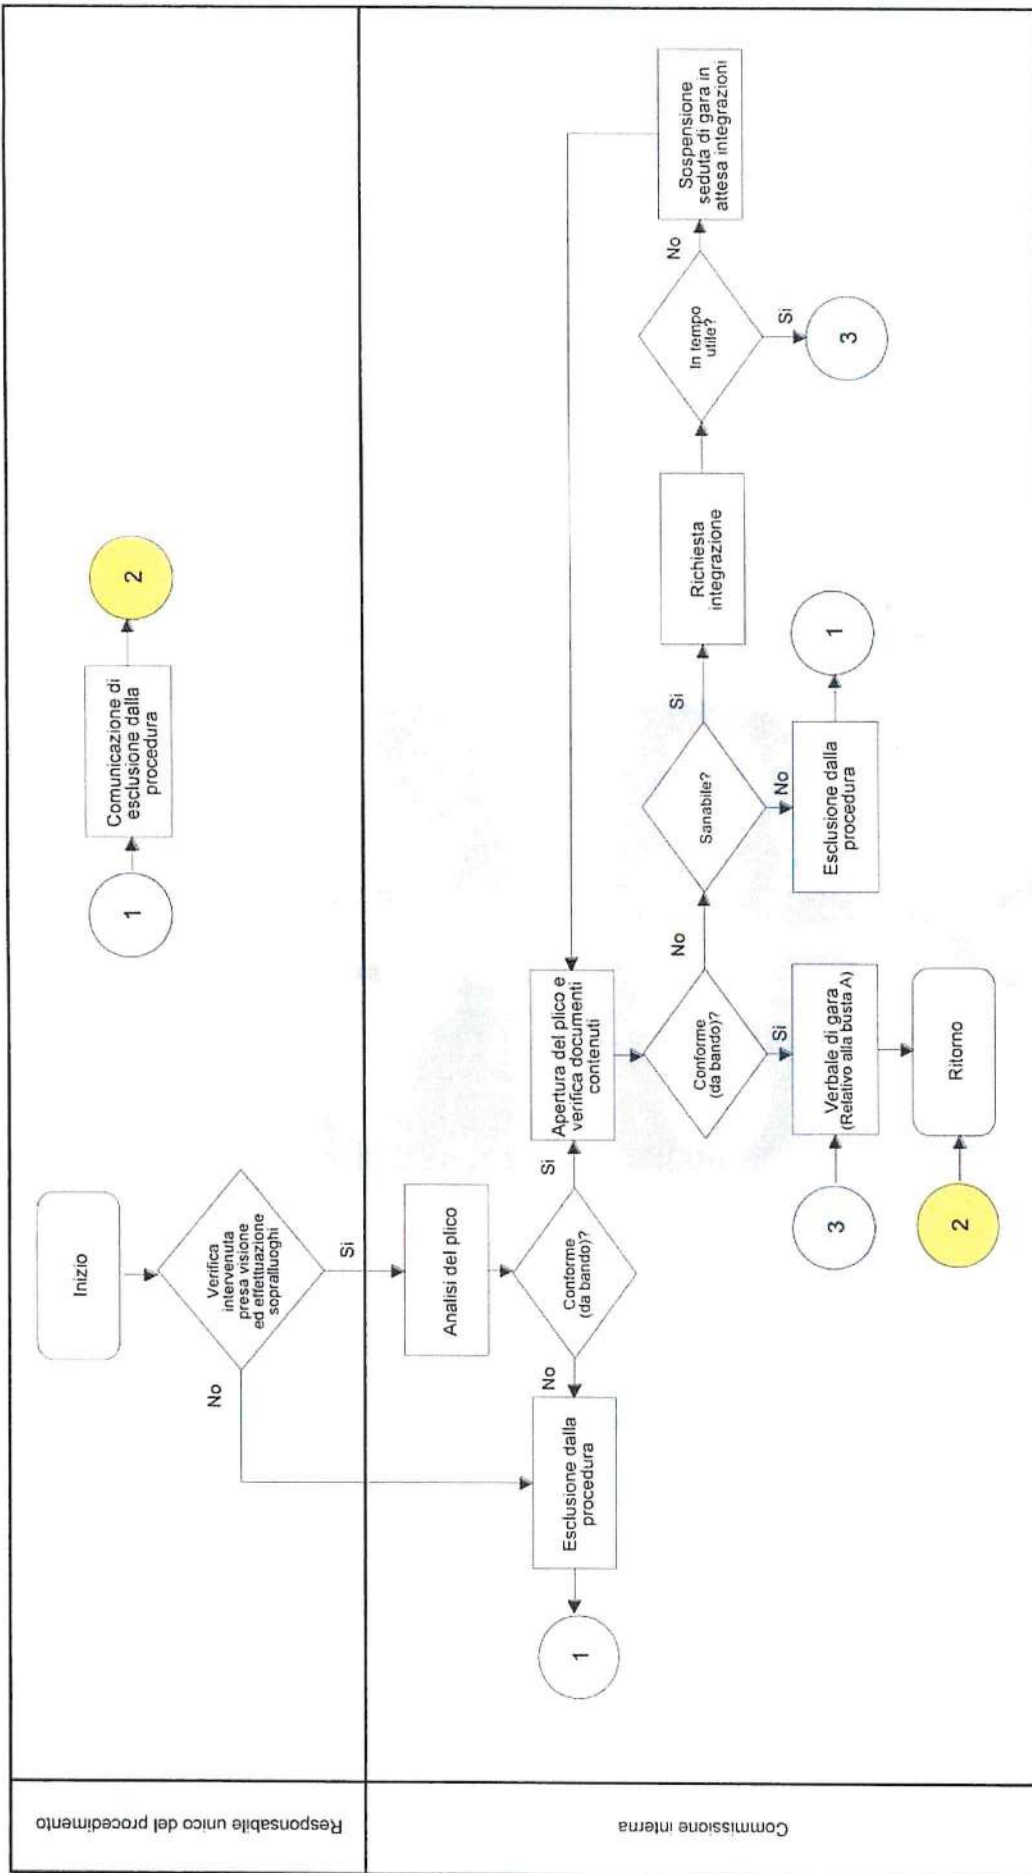 Responsabile unico del procedimento
Inizio
Verifica
intervenuta
presa visione
ed effettuazione
sopralluoghi
No
Si
1
Comunicazione di
esclusione dalla
procedura
2
Commissione interna
Analisi del plico
Conforme
(da bando)?
No
Si
Esclusione dalla
procedura
1
Apertura del plico e
verifica documenti
contenuti
Conforme
(da bando)?
No
Si
Sanabile?
Si
No
Richiesta
integrazione
In tempo
utile?
No
Si
Sospensione
seduta di gara in
attesa integrazioni
3
Esclusione dalla
procedura
1
3
Verbale di gara
(Relativo alla busta A)
2
Ritorno